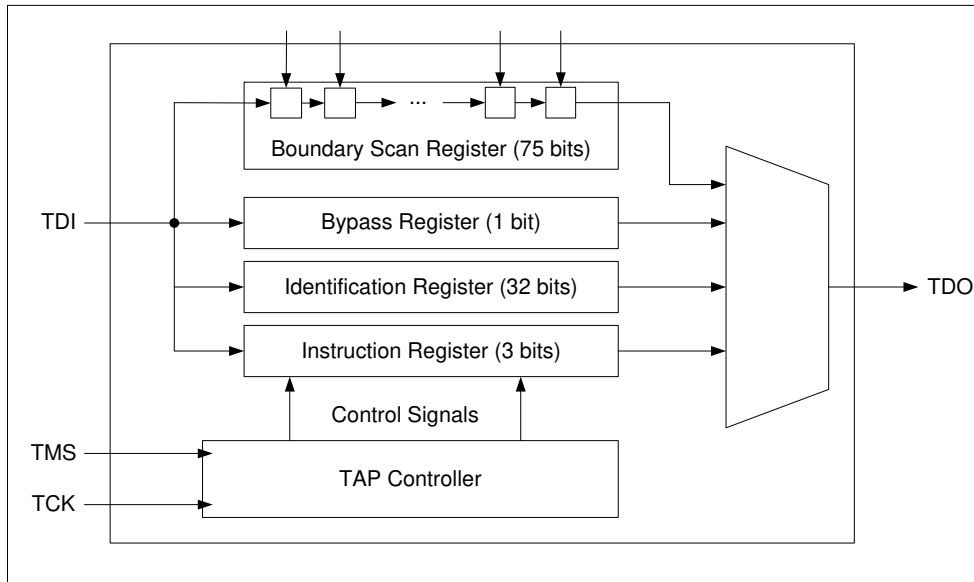 ...
Boundary Scan Register (75 bits)
TDI
Bypass Register (1 bit)
Identification Register (32 bits)
TDO
Instruction Register (3 bits)
Control Signals
TMS
TAP Controller
TCK